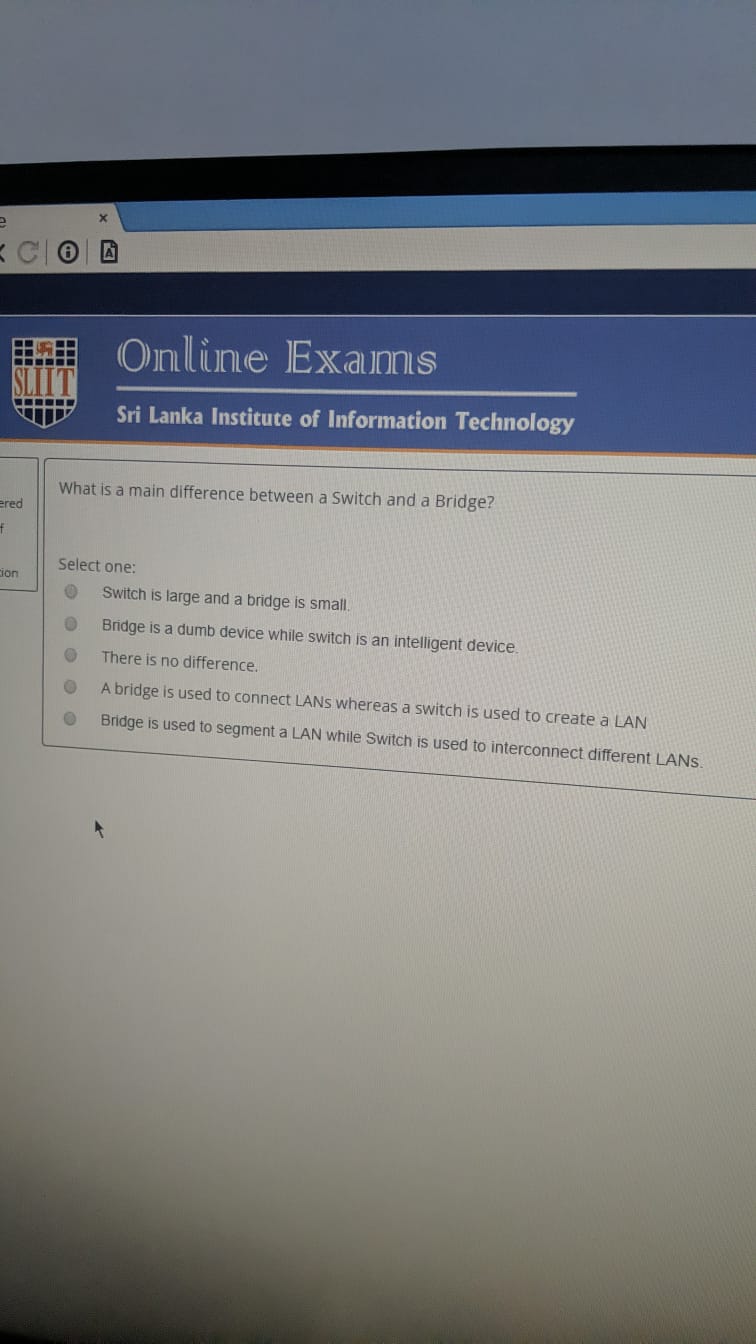 e
x
A
SLIIT
Online Exams
Sri Lanka Institute of Information Technology
ered
f
tion
What is a main difference between a Switch and a Bridge?
Select one:
Switch is large and a bridge is small.
Bridge is a dumb device while switch is an intelligent device.
There is no difference.
A bridge is used to connect LANs whereas a switch is used to create a LAN
Bridge is used to segment a LAN while Switch is used to interconnect different LANs.